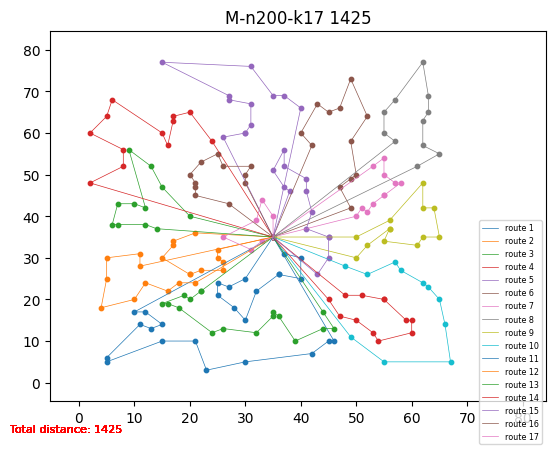 M-n200-k17 1425
80
70
60
50
40
30
20
10
0
0 10 20 30 40 50 60 70 80
route 1
route 2
route 3
route 4
route 5
route 6
route 7
route 8
route 9
route 10
route 11
route 12
route 13
route 14
route 15
route 16
route 17
Total distance: 1425